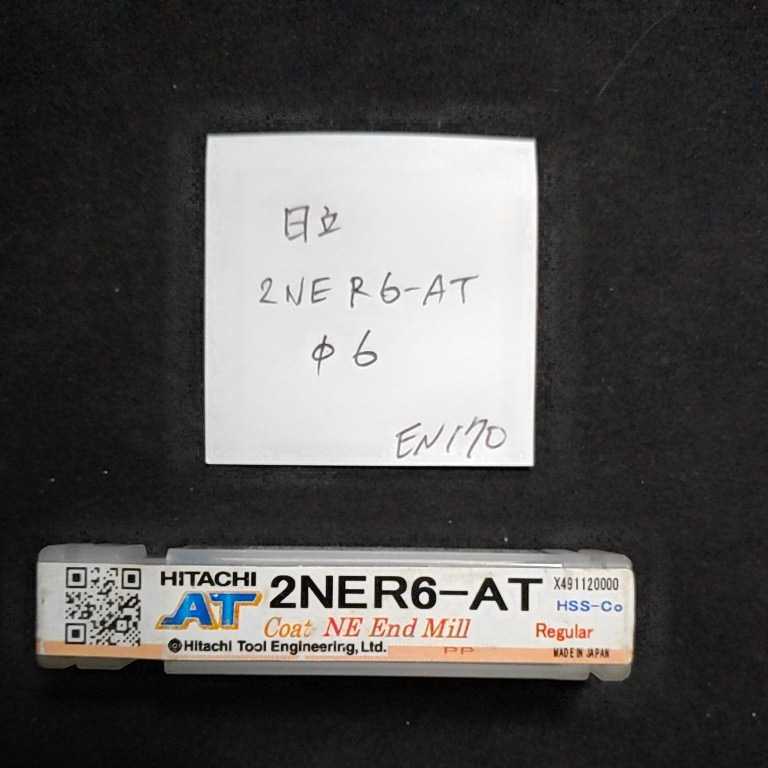 日立
2NER6-AT
φ6
EN170
HITACHI
AT
2NER6-AT
X491120000
HSS-Co
Coat NE End Mill
Regular
@Hitachi Tool Engineering, Ltd.
PP
MADE IN JAPAN